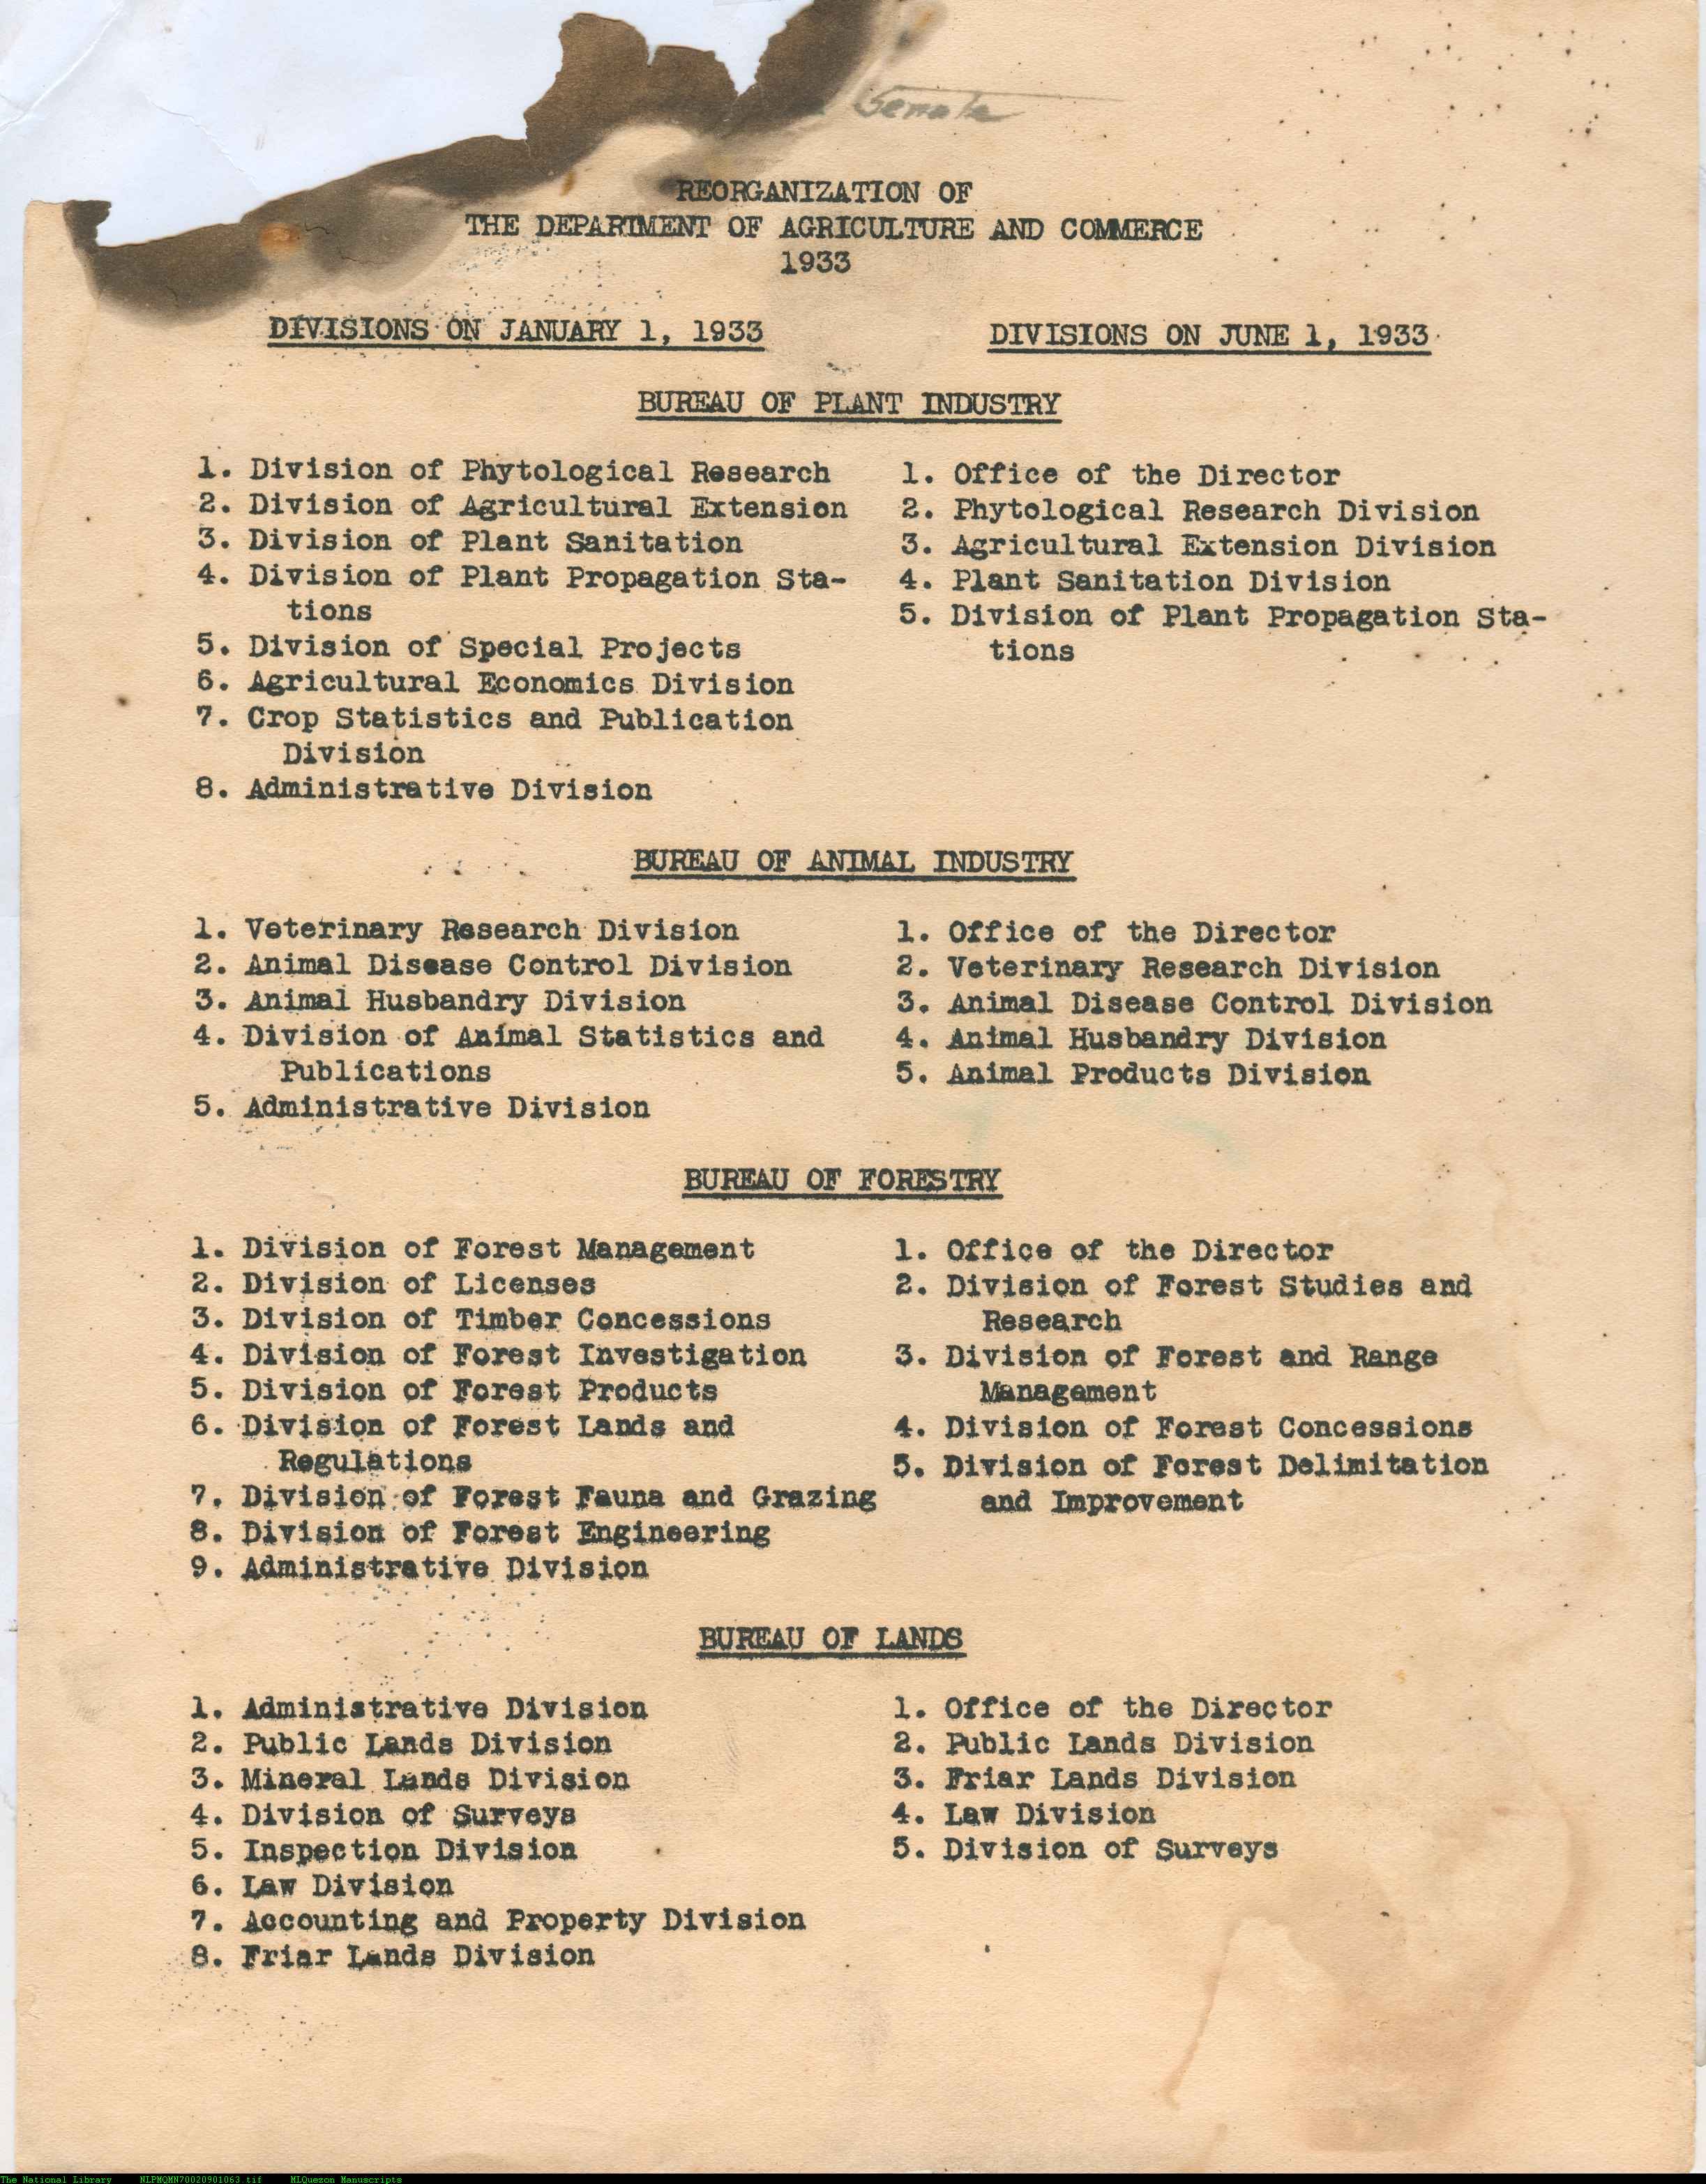 Senate
REORGANIZATION OF
THE DEPARTMENT OF AGRICULTURE AND COMMERCE
1933
DIVISIONS ON JANUARY 1, 1933
DIVISIONS ON JUNE 1, 1933
BUREAU OF PLANT INDUSTRY
1. Division of Phytological Research
2. Division of Agricultural Extension
3. Division of Plant Sanitation
4. Division of Plant Propagation Sta-
tions
5. Division of Special Projects
6. Agricultural Economics Division
7. Crop Statistics and Publication
Division
8. Administrative Division
1. Office of the Director
2. Phytological Research Division
3. Agricultural Extension Division
4. Plant Sanitation Division
5. Division of Plant Propagation Sta-
tions
BUREAU OF ANIMAL INDUSTRY
1. Veterinary Research Division
2. Animal Disease Control Division
3. Animal Husbandry Division
4. Division of Animal Statistics and
Publications
5. Administrative Division
1. Office of the Director
2. Veterinary Research Division
3. Animal Disease Control Division
4. Animal Husbandry Division
5. Animal Products Division
BUREAU OF FORESTRY
1. Division of Forest Management
2. Division of Licenses
3. Division of Timber Concessions
4. Division of Forest Investigation
5. Division of Forest Products
6. Division of Forest Lands and
Regulations
7. Division of Forest Fauna and Grazing
8. Division of Forest Engineering
9. Administrative Division
1. Office of the Director
2. Division of Forest Studies and
Research
3. Division of Forest and Range
Management
4. Division of Forest Concessions
5. Division of Forest Delimitation
and Improvement
BUREAU OF LANDS
1. Administrative Division
2. Public Lands Division
3. Mineral Lands Division
4. Division of Surveys
5. Inspection Division
6. Law Division
7. Accounting and Property Division
8. Friar Lands Division
1. Office of the Director
2. Public Lands Division
3. Friar Lands Division
4. Law Division
5. Division of Surveys
The National Library NLPMQMN70020901063.tif MLQuezon Manuscripts